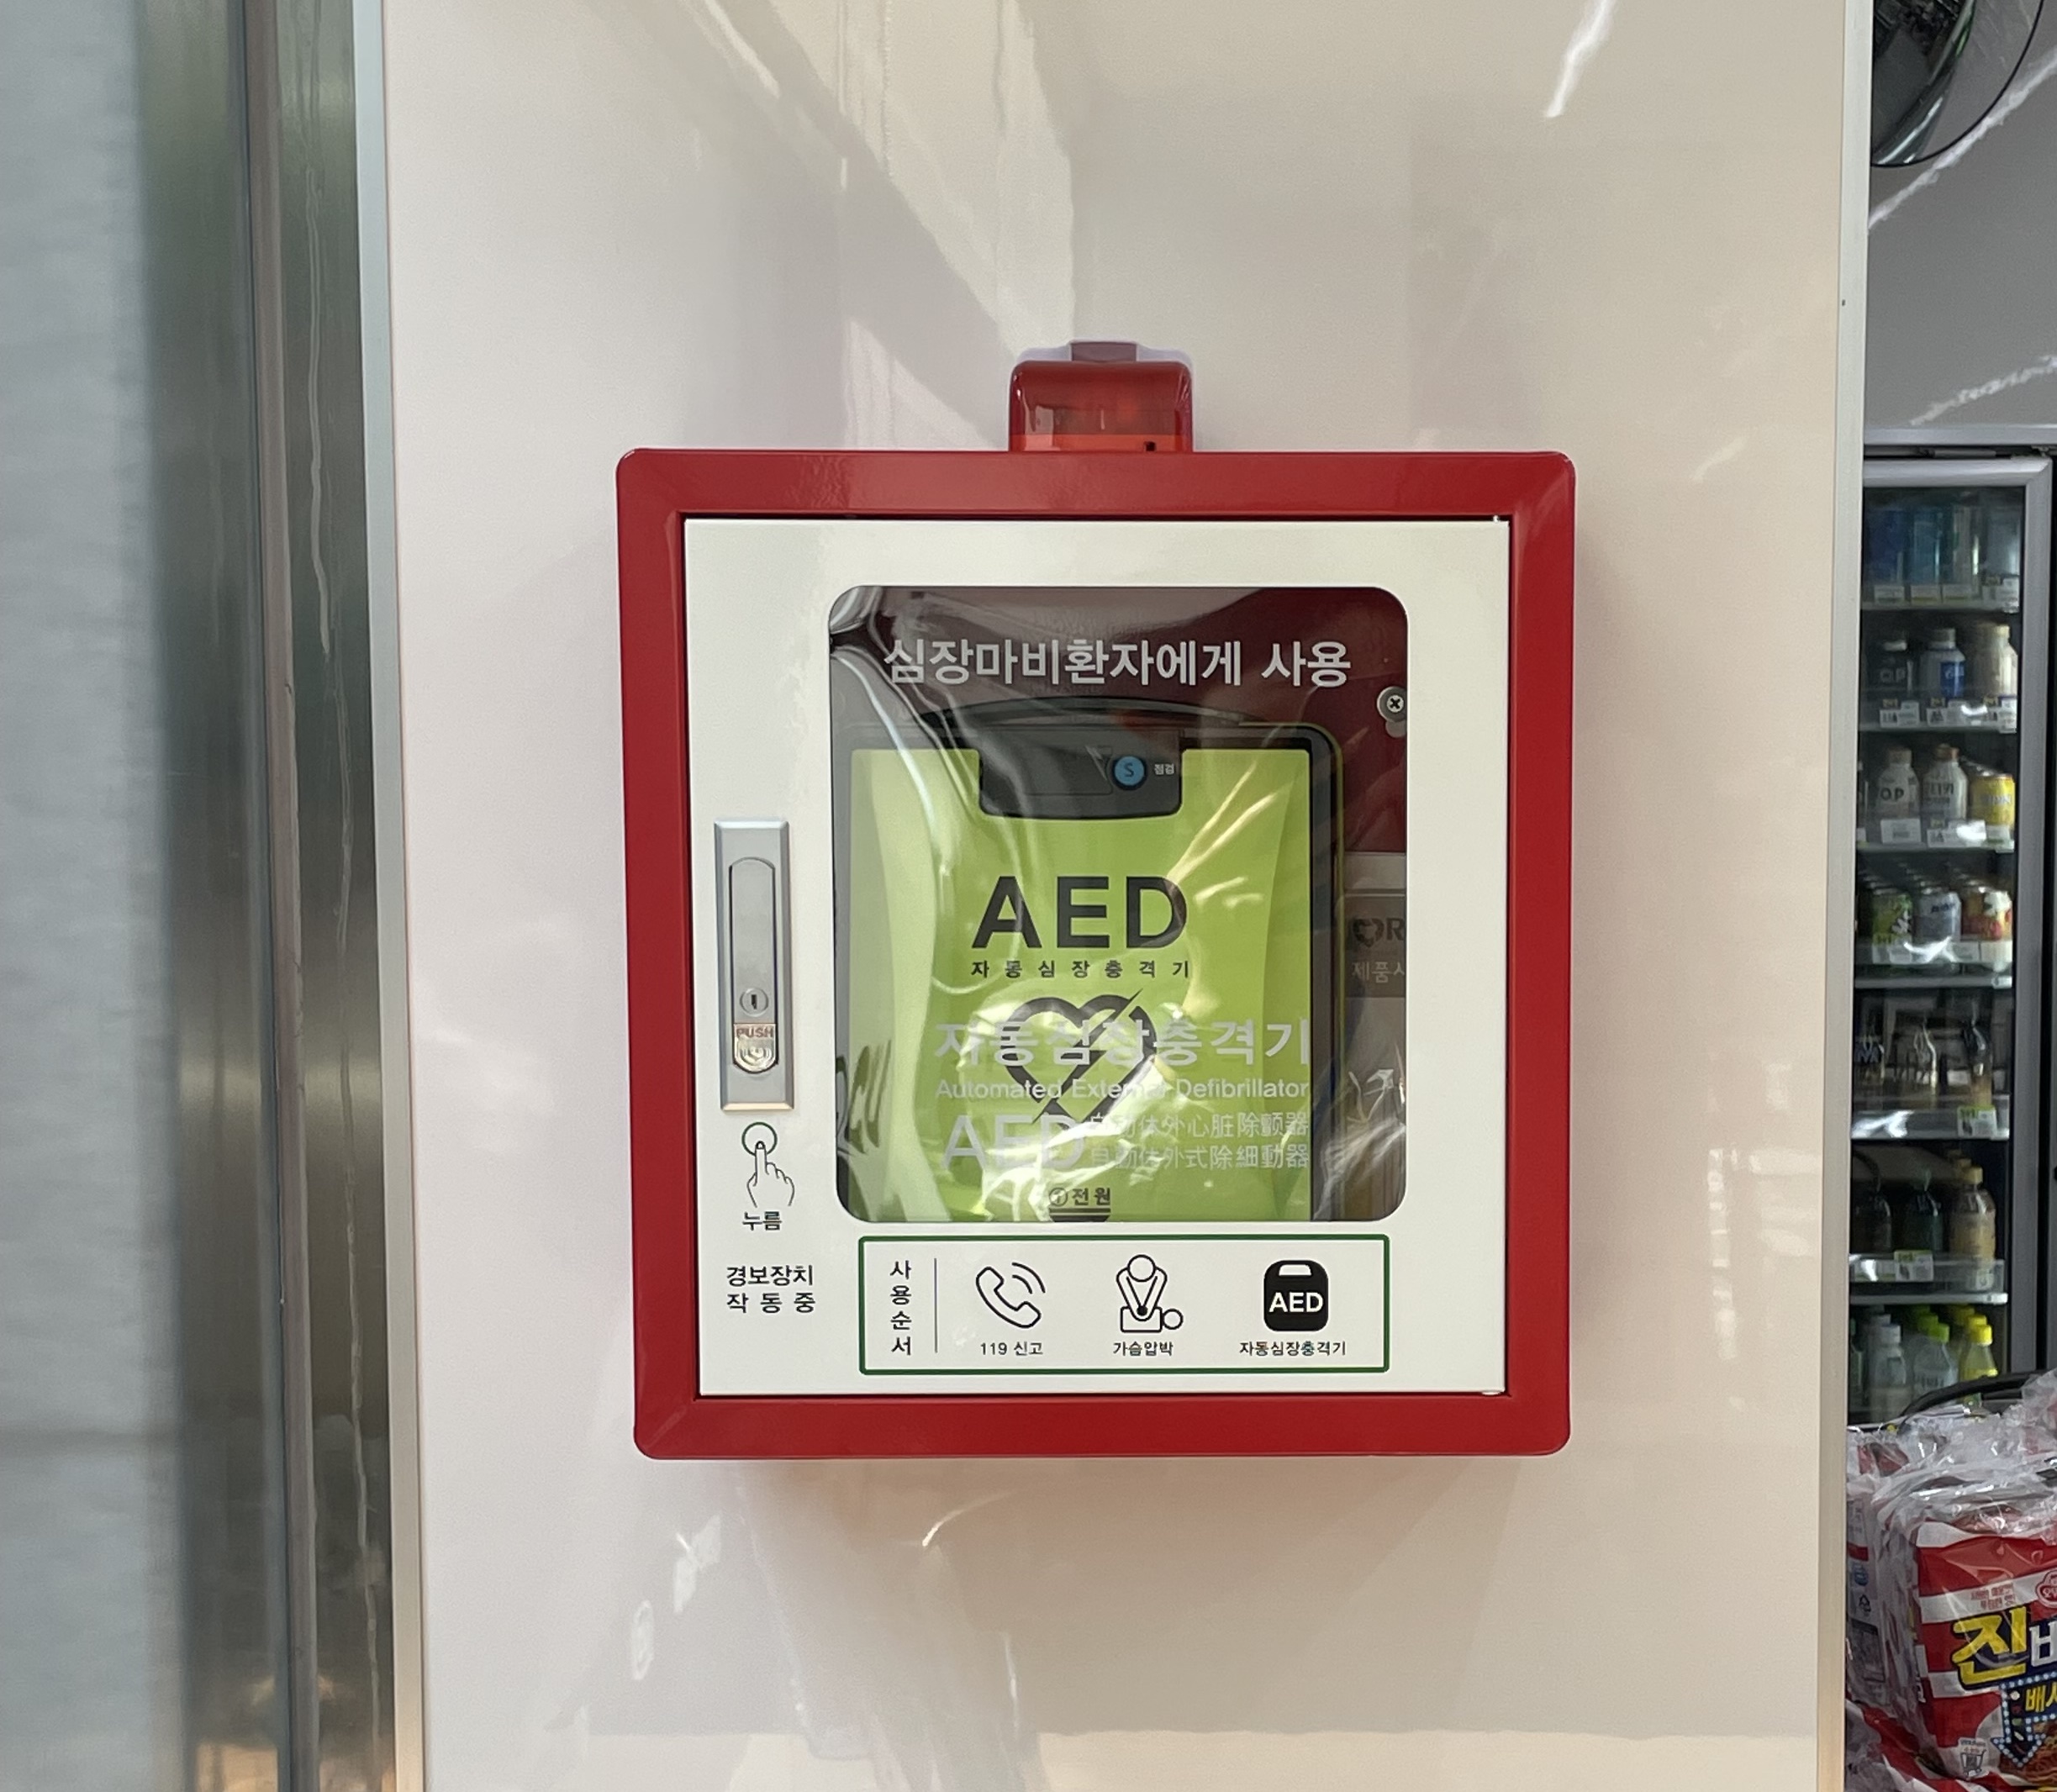 심장마비환자에게 사용
S 점검
AED
자동심장충격기
자동심장충격기
Automated External Defibrillator
AED
自动体外心脏除颤器
自動体外式除細動器
① 전원
PUSH
누름
경보장치
작 동 중
사용순서
119 신고
가슴압박
AED
자동심장충격기
진